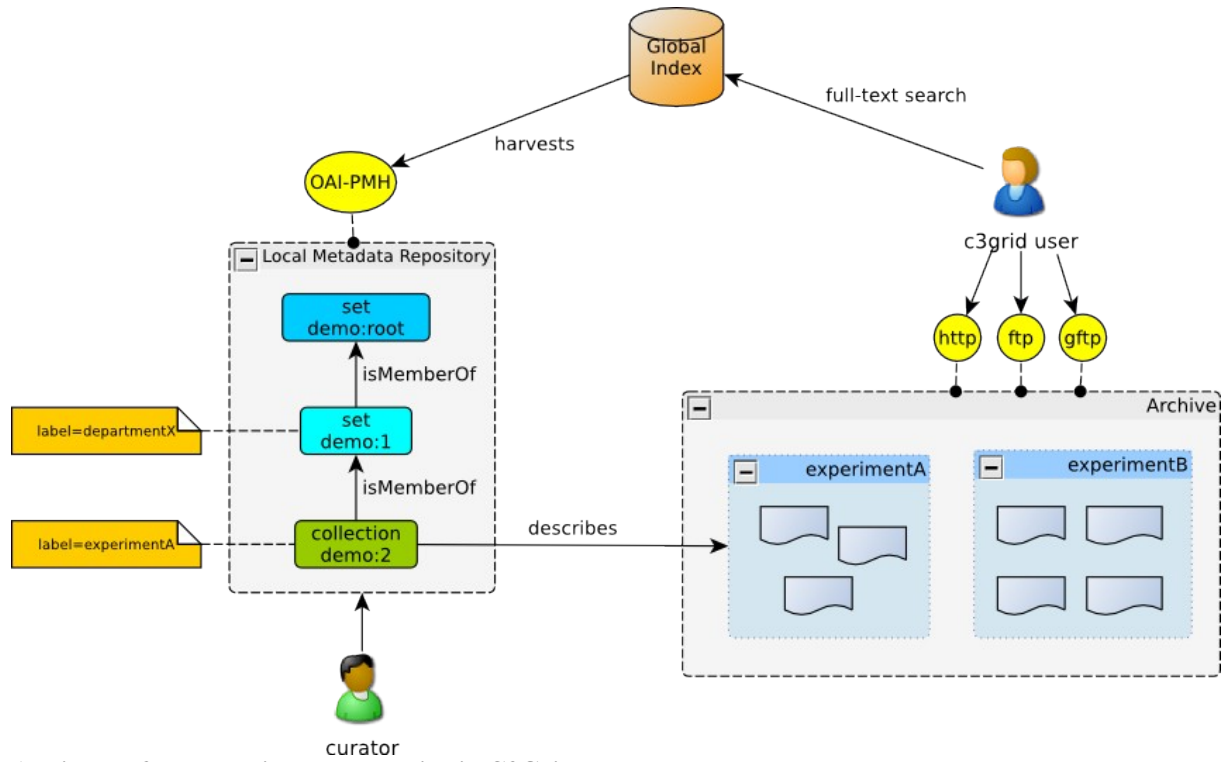 Global
Index
full-text search
harvests
OAI-PMH
c3grid user
Local Metadata Repository
set
demo:root
http
ftp
gftp
isMemberOf
Archive
label=departmentX
set
demo:1
experimentA
experimentB
isMemberOf
label=experimentA
collection
demo:2
describes
curator